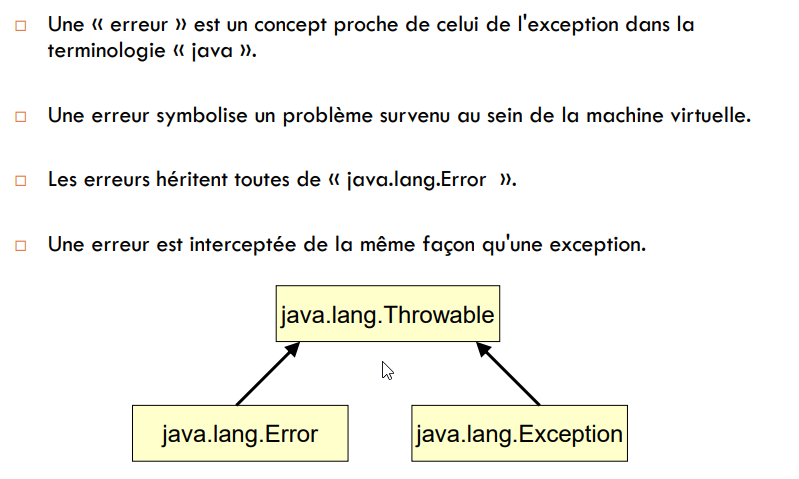 Une « erreur » est un concept proche de celui de l'exception dans la
terminologie « java ».
Une erreur symbolise un problème survenu au sein de la machine virtuelle.
Les erreurs héritent toutes de « java.lang.Error  ».
Une erreur est interceptée de la même façon qu'une exception.
java.lang.Throwable
java.lang.Error
java.lang.Exception